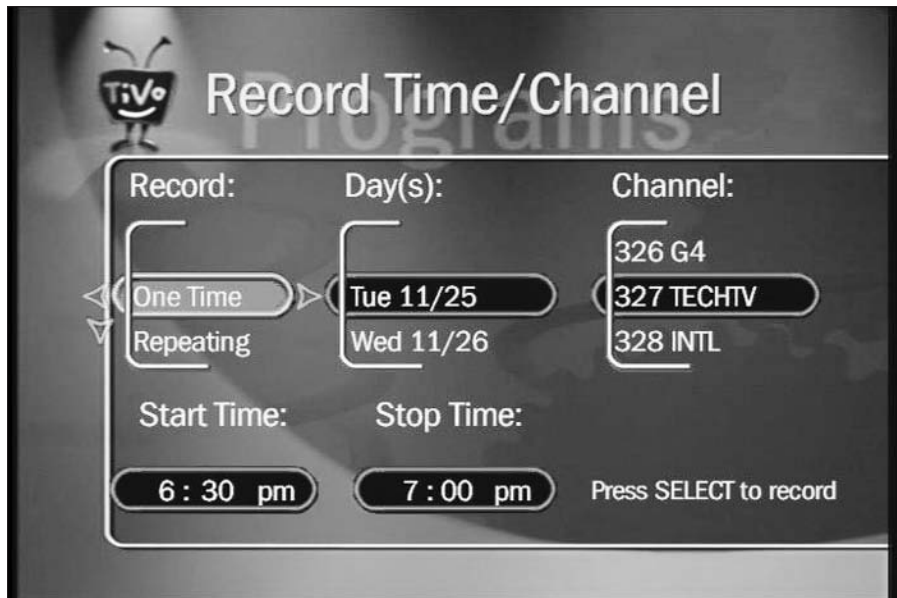 TiVo
Record Time/Channel
Programs
Record: Day(s): Channel:
326 G4
One Time Tue 11/25 327 TECHTV
Repeating Wed 11/26 328 INTL
Start Time: Stop Time:
6 : 30 pm 7 : 00 pm Press SELECT to record